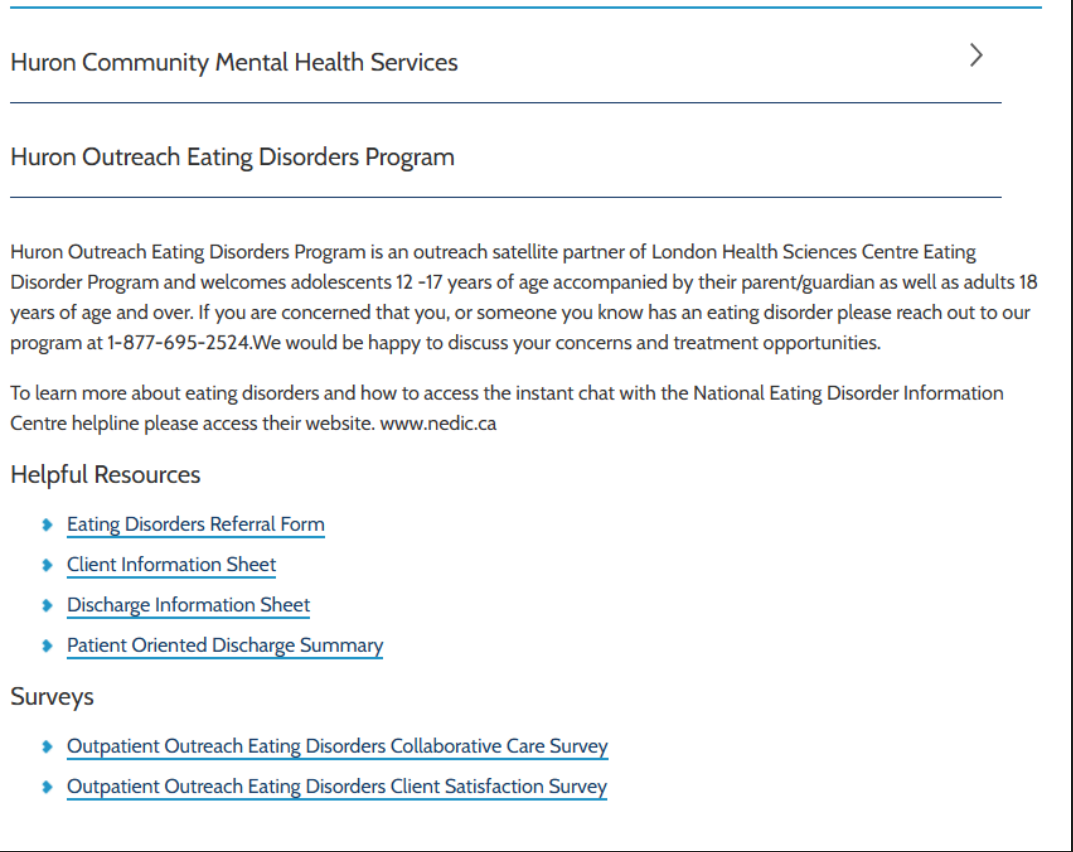 Huron Community Mental Health Services
Huron Outreach Eating Disorders Program
Huron Outreach Eating Disorders Program is an outreach satellite partner of London Health Sciences Centre Eating
Disorder Program and welcomes adolescents 12 -17 years of age accompanied by their parent/guardian as well as adults 18
years of age and over. If you are concerned that you, or someone you know has an eating disorder please reach out to our
program at 1-877-695-2524.We would be happy to discuss your concerns and treatment opportunities.
To learn more about eating disorders and how to access the instant chat with the National Eating Disorder Information
Centre helpline please access their website. www.nedic.ca
Helpful Resources
Eating Disorders Referral Form
Client Information Sheet
Discharge Information Sheet
Patient Oriented Discharge Summary
Surveys
Outpatient Outreach Eating Disorders Collaborative Care Survey
Outpatient Outreach Eating Disorders Client Satisfaction Survey